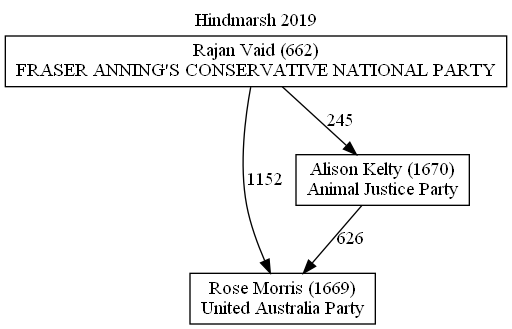 Hindmarsh 2019
Rajan Vaid (662)
FRASER ANNING'S CONSERVATIVE NATIONAL PARTY
245
1152
Alison Kelty (1670)
Animal Justice Party
626
Rose Morris (1669)
United Australia Party